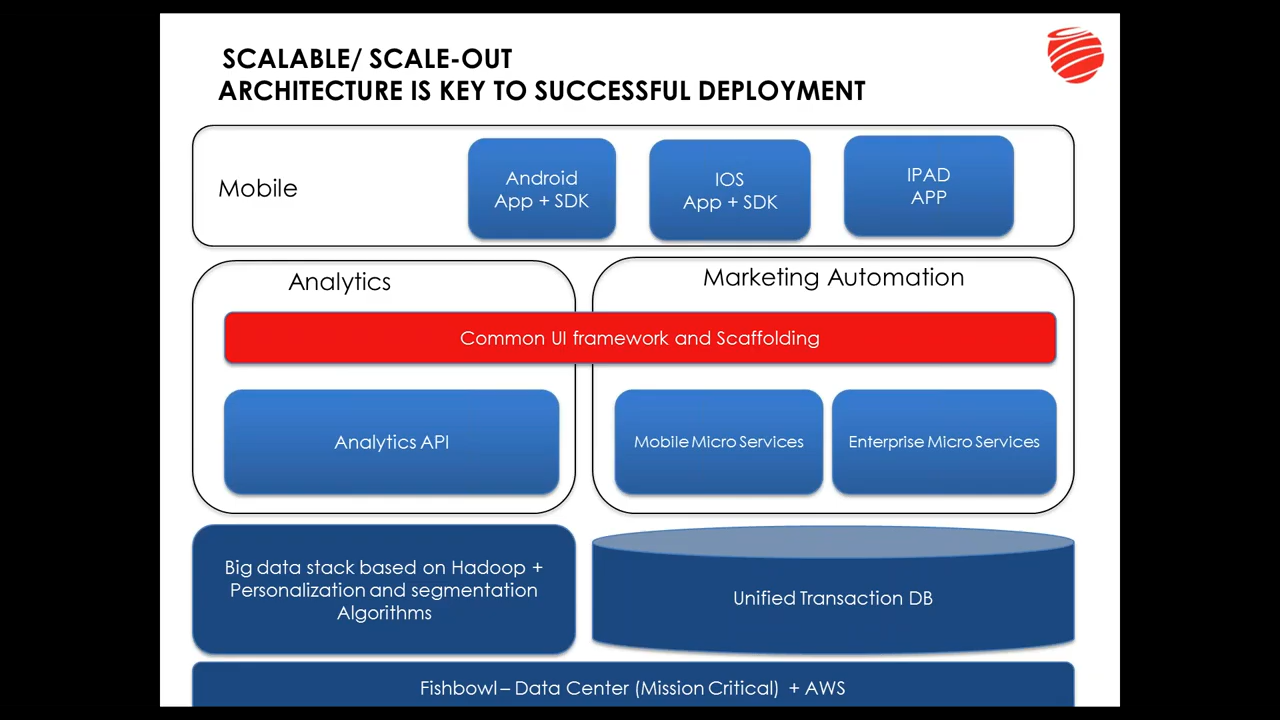 SCALABLE/ SCALE-OUT
ARCHITECTURE IS KEY TO SUCCESSFUL DEPLOYMENT
Mobile
Android
App + SDK
IOS
App + SDK
IPAD
APP
Analytics
Marketing Automation
Common UI framework and Scaffolding
Analytics API
Mobile Micro Services
Enterprise Micro Services
Big data stack based on Hadoop +
Personalization and segmentation
Algorithms
Unified Transaction DB
Fishbowl – Data Center (Mission Critical) + AWS